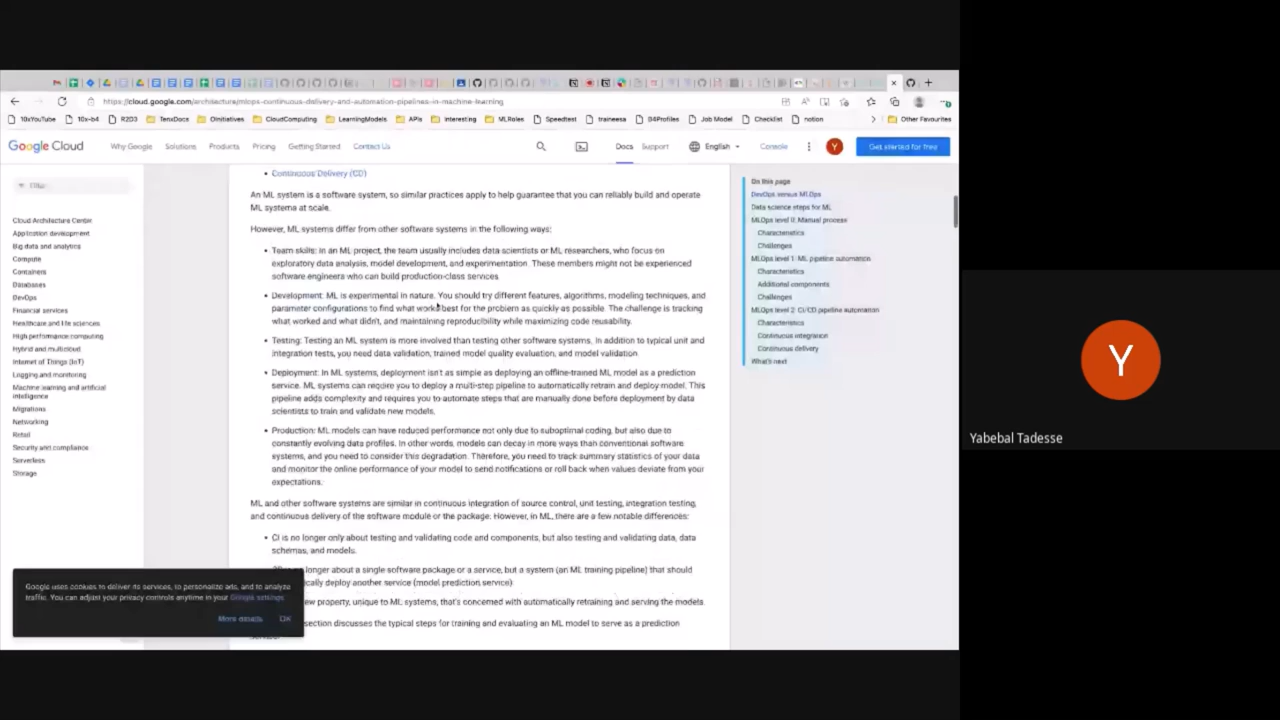 https://cloud.google.com/architecture/mlops-continuous-delivery-and-automation-pipelines-in-machine-learning
10xYouTube 10x-b4 R2D3 TenxDocs OInitiatives CloudComputing LearningModels APIs Interesting MLRoles Speedtest traineesa B4Profiles Job Model Checklist notion Other Favourites
Google Cloud Why Google Solutions Products Pricing Getting Started Contact Us Docs Support English Console Y Get started for free
Filter
Cloud Architecture Center
Application development
Big data and analytics
Compute
Containers
Databases
DevOps
Financial services
Healthcare and life sciences
High performance computing
Hybrid and multicloud
Internet of Things (IoT)
Logging and monitoring
Machine learning and artificial
intelligence
Migrations
Networking
Retail
Security and compliance
Serverless
Storage
• Continuous Delivery (CD)
An ML system is a software system, so similar practices apply to help guarantee that you can reliably build and operate
ML systems at scale.
However, ML systems differ from other software systems in the following ways:
• Team skills: In an ML project, the team usually includes data scientists or ML researchers, who focus on
exploratory data analysis, model development, and experimentation. These members might not be experienced
software engineers who can build production-class services.
• Development: ML is experimental in nature. You should try different features, algorithms, modeling techniques, and
parameter configurations to find what works best for the problem as quickly as possible. The challenge is tracking
what worked and what didn't, and maintaining reproducibility while maximizing code reusability.
• Testing: Testing an ML system is more involved than testing other software systems. In addition to typical unit and
integration tests, you need data validation, trained model quality evaluation, and model validation.
• Deployment: In ML systems, deployment isn't as simple as deploying an offline-trained ML model as a prediction
service. ML systems can require you to deploy a multi-step pipeline to automatically retrain and deploy model. This
pipeline adds complexity and requires you to automate steps that are manually done before deployment by data
scientists to train and validate new models.
• Production: ML models can have reduced performance not only due to suboptimal coding, but also due to
constantly evolving data profiles. In other words, models can decay in more ways than conventional software
systems, and you need to consider this degradation. Therefore, you need to track summary statistics of your data
and monitor the online performance of your model to send notifications or roll back when values deviate from your
expectations.
ML and other software systems are similar in continuous integration of source control, unit testing, integration testing,
and continuous delivery of the software module or the package. However, in ML, there are a few notable differences:
• CI is no longer only about testing and validating code and components, but also testing and validating data, data
schemas, and models.
longer about a single software package or a service, but a system (an ML training pipeline) that should
ically deploy another service (model prediction service).
new property, unique to ML systems, that's concerned with automatically retraining and serving the models.
section discusses the typical steps for training and evaluating an ML model to serve as a prediction
Google uses cookies to deliver its services, to personalize ads, and to analyze
traffic. You can adjust your privacy controls anytime in your Google settings.
More details OK
On this page
DevOps versus MLOps
Data science steps for ML
MLOps level 0: Manual process
Characteristics
Challenges
MLOps level 1: ML pipeline automation
Characteristics
Additional components
Challenges
MLOps level 2: CI/CD pipeline automation
Characteristics
Continuous integration
Continuous delivery
What's next
Y
Yabebal Tadesse